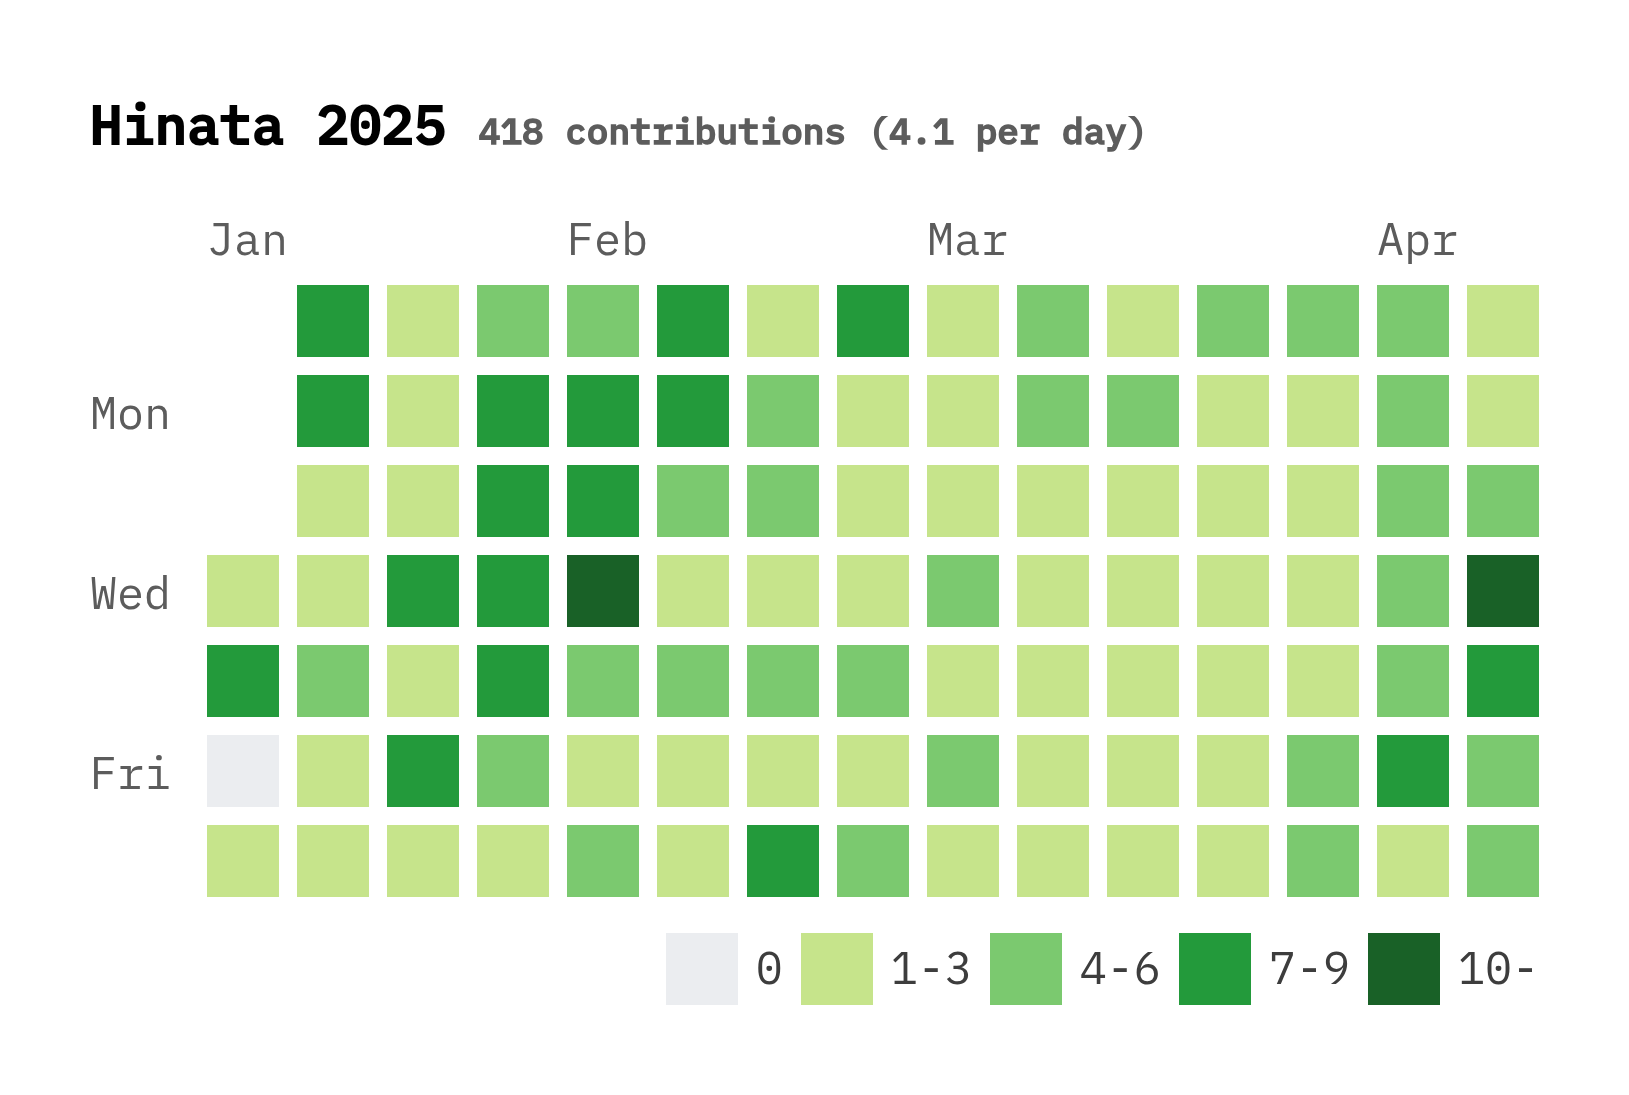 Hinata 2025 418 contributions (4.1 per day)
Jan Feb Mar Apr
Mon
Wed
Fri
0 1-3 4-6 7-9 10-